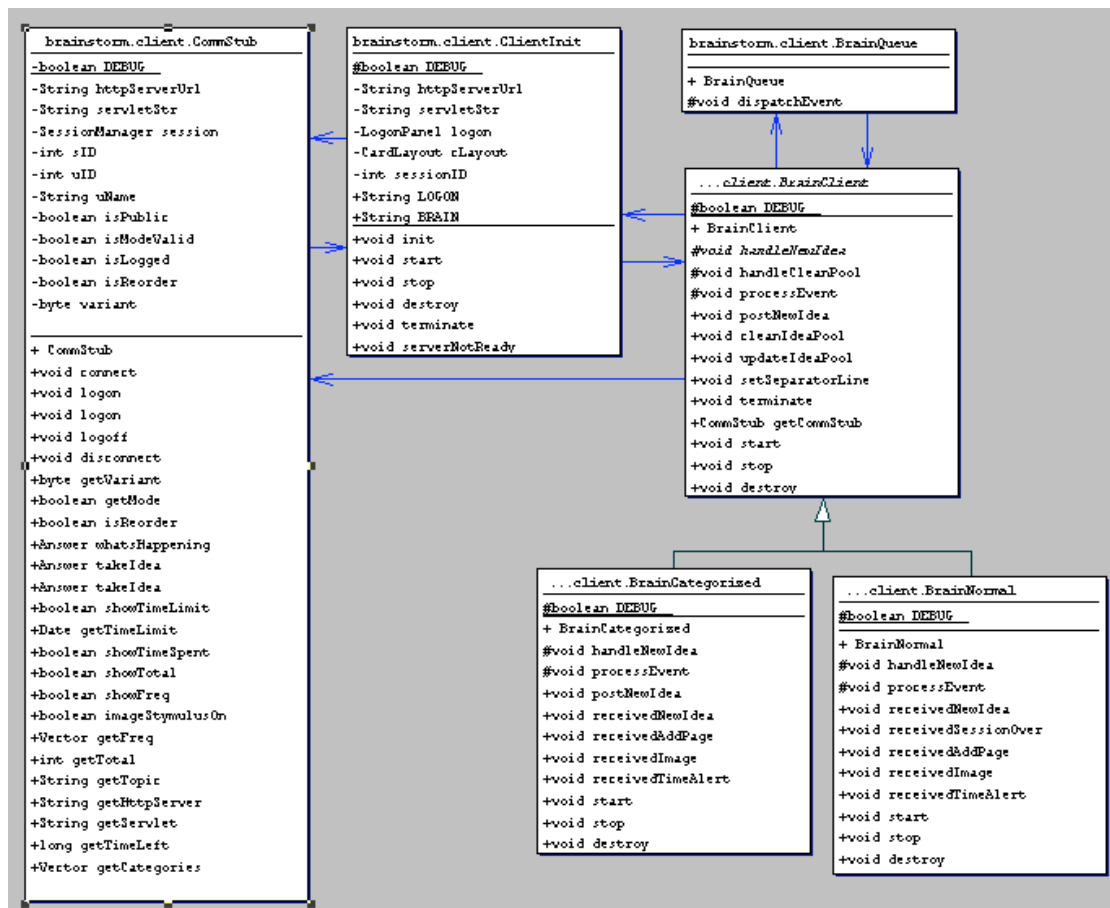 brainstorm.client.CommStub
-boolean DEBUG
-String httpServerUrl
-String servletStr
-SessionManager session
-int sID
-int uID
-String uName
-boolean isPublic
-boolean isModeValid
-boolean isLogged
-boolean isReorder
-byte variant
+ CommStub
+void connect
+void logon
+void logon
+void logoff
+void disconnect
+byte getVariant
+boolean getMode
+boolean isReorder
+Answer whatsHappening
+Answer takeIdea
+Answer takeIdea
+boolean showTimeLimit
+Date getTimeLimit
+boolean showTimeSpent
+boolean showTotal
+boolean showFreq
+boolean imageStymulusOn
+Vector getFreq
+int getTotal
+String getTopic
+String getHttpServer
+String getServlet
+long getTimeLeft
+Vector getCategories
brainstorm.client.ClientInit
#boolean DEBUG
-String httpServerUrl
-String servletStr
-LogonPanel logon
-CardLayout cLayout
-int sessionID
+String LOGON
+String BRAIN
+void init
+void start
+void stop
+void destroy
+void terminate
+void serverNotReady
brainstorm.client.BrainQueue
+ BrainQueue
#void dispatchEvent
...client.BrainClient
#boolean DEBUG
+ BrainClient
#void handleNewIdea
#void handleCleanPool
#void processEvent
+void postNewIdea
+void cleanIdeaPool
+void updateIdeaPool
+void setSeparatorLine
+void terminate
+CommStub getCommStub
+void start
+void stop
+void destroy
...client.BrainCategorized
#boolean DEBUG
+ BrainCategorized
#void handleNewIdea
#void processEvent
+void postNewIdea
+void receivedNewIdea
+void receivedAddPage
+void receivedImage
+void receivedTimeAlert
+void start
+void stop
+void destroy
...client.BrainNormal
#boolean DEBUG
+ BrainNormal
#void handleNewIdea
#void processEvent
+void receivedNewIdea
+void receivedSessionOver
+void receivedAddPage
+void receivedImage
+void receivedTimeAlert
+void start
+void stop
+void destroy